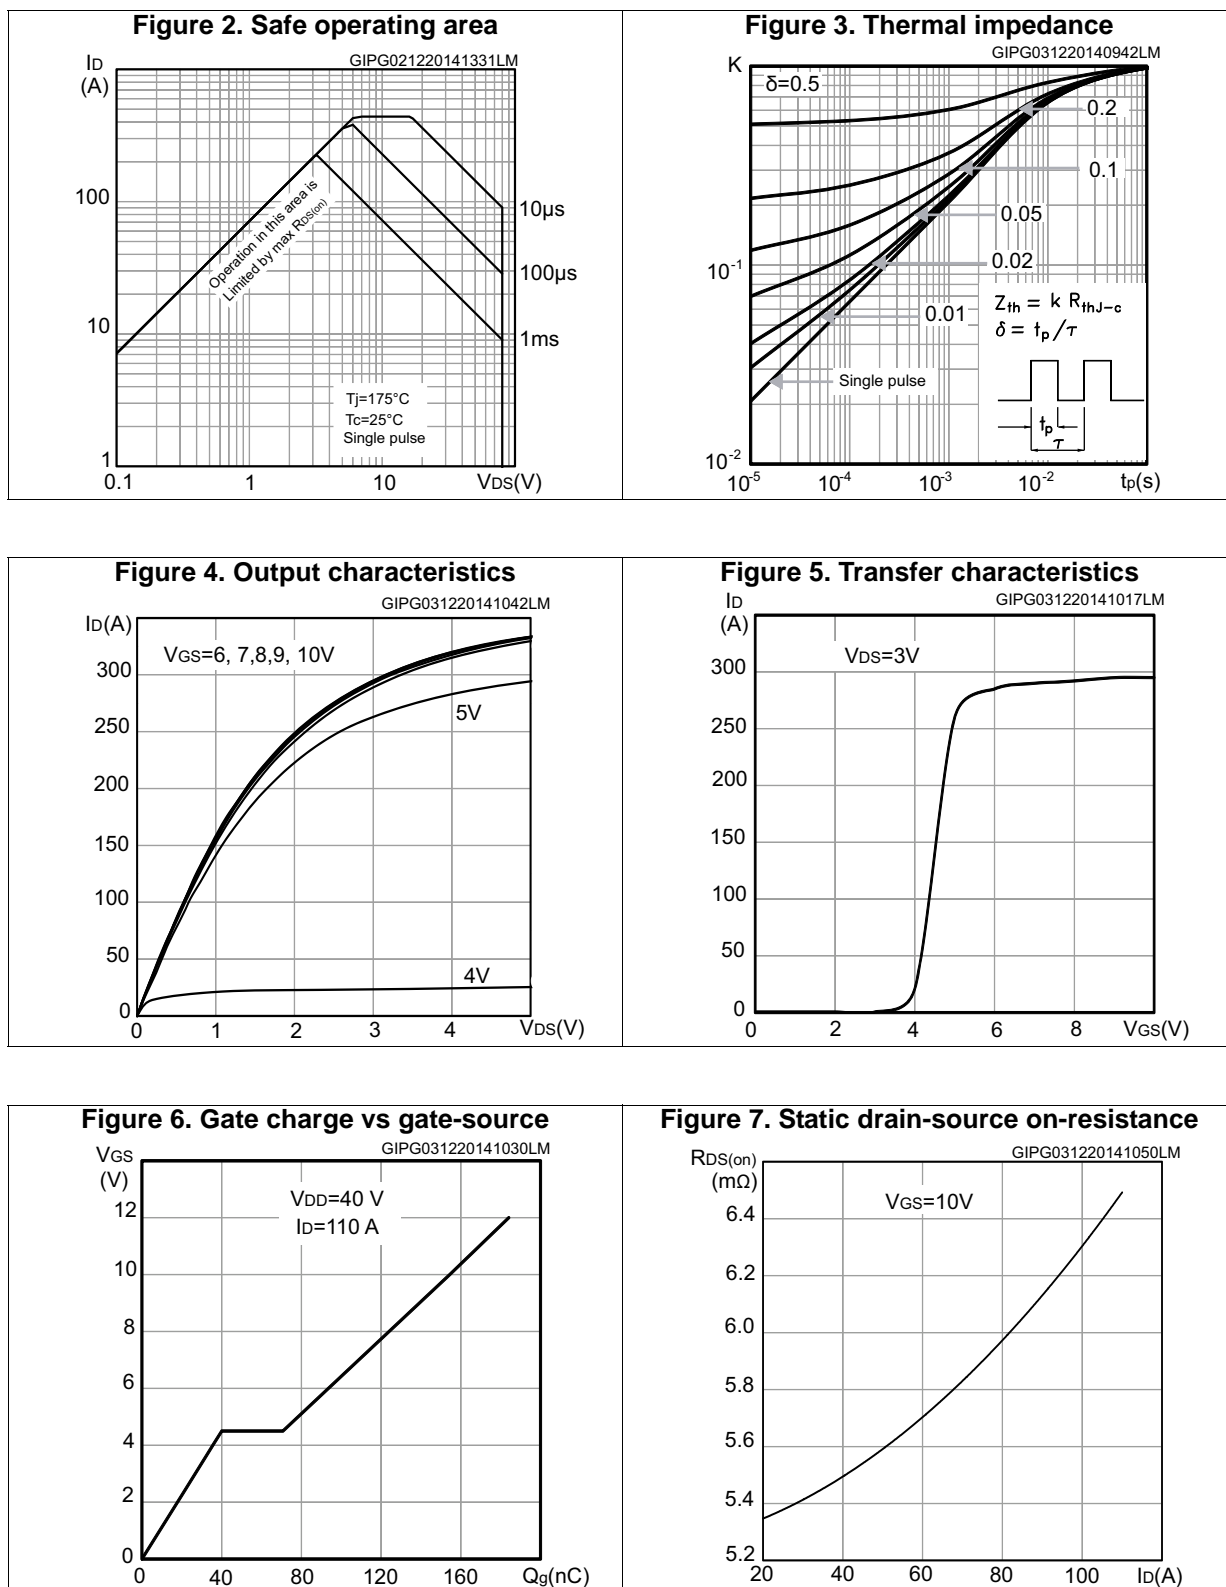 Figure 2. Safe operating area
GIPG021220141331LM
ID
(A)
100
10
1
0.1
1
10
VDS(V)
Operation in this area is
Limited by max RDS(on)
10µs
100µs
1ms
Tj=175°C
Tc=25°C
Single pulse
Figure 3. Thermal impedance
GIPG031220140942LM
K
δ=0.5
0.2
0.1
0.05
0.02
0.01
Single pulse
10-1
10-2
Zth = k RthJ-c
δ = tp/τ
tp
τ
10-5
10-4
10-3
10-2
tp(s)
Figure 4. Output characteristics
GIPG031220141042LM
ID(A)
VGS=6, 7,8,9, 10V
5V
4V
300
250
200
150
100
50
0
0
1
2
3
4
VDS(V)
Figure 5. Transfer characteristics
GIPG031220141017LM
ID
(A)
VDS=3V
300
250
200
150
100
50
0
0
2
4
6
8
VGS(V)
Figure 6. Gate charge vs gate-source
GIPG031220141030LM
VGS
(V)
VDD=40 V
ID=110 A
12
10
8
6
4
2
0
0
40
80
120
160
Qg(nC)
Figure 7. Static drain-source on-resistance
GIPG031220141050LM
RDS(on)
(mΩ)
VGS=10V
6.4
6.2
6.0
5.8
5.6
5.4
5.2
20
40
60
80
100
ID(A)